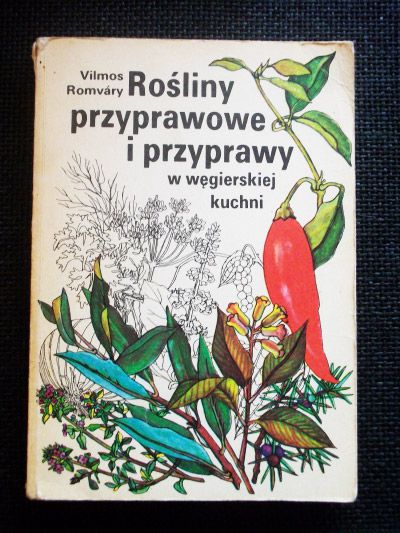 Vilmos
Romváry
Rośliny
przyprawowe
i przyprawy
w węgierskiej
kuchni